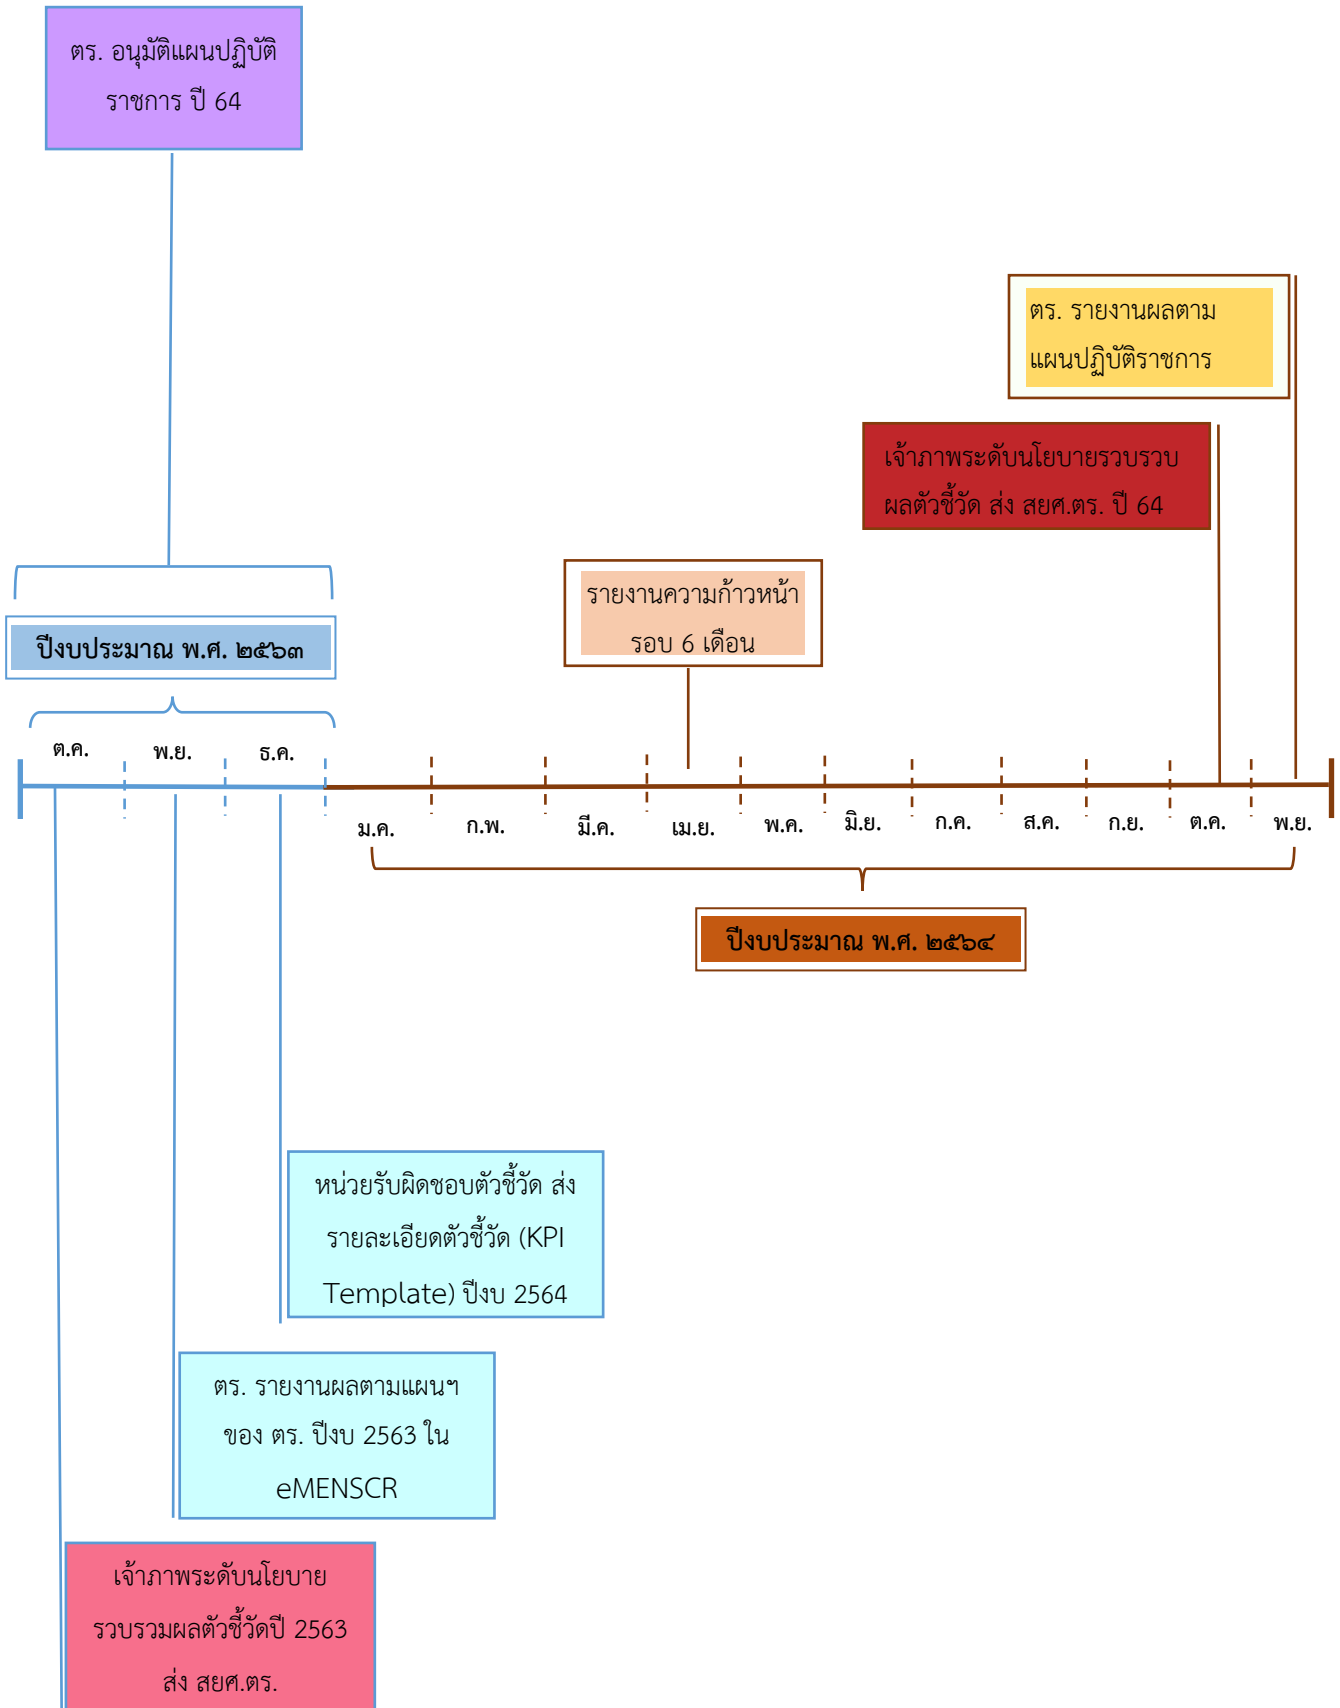 ตร. อนุมัติแผนปฏิบัติ
ราชการ ปี 64
ตร. รายงานผลตาม
แผนปฏิบัติราชการ
เจ้าภาพระดับนโยบายรวบรวบ
ผลตัวชี้วัด ส่ง สยศ.ตร. ปี 64
รายงานความก้าวหน้า
รอบ 6 เดือน
ปีงบประมาณ พ.ศ. ๒๕๖๓
ต.ค. พ.ย. ธ.ค.
ม.ค. ก.พ. มี.ค. เม.ย. พ.ค. มิ.ย. ก.ค. ส.ค. ก.ย. ต.ค. พ.ย.
ปีงบประมาณ พ.ศ. ๒๕๖๔
หน่วยรับผิดชอบตัวชี้วัด ส่ง
รายละเอียดตัวชี้วัด (KPI
Template) ปีงบ 2564
ตร. รายงานผลตามแผนฯ
ของ ตร. ปีงบ 2563 ใน
eMENSCR
เจ้าภาพระดับนโยบาย
รวบรวมผลตัวชี้วัดปี 2563
ส่ง สยศ.ตร.